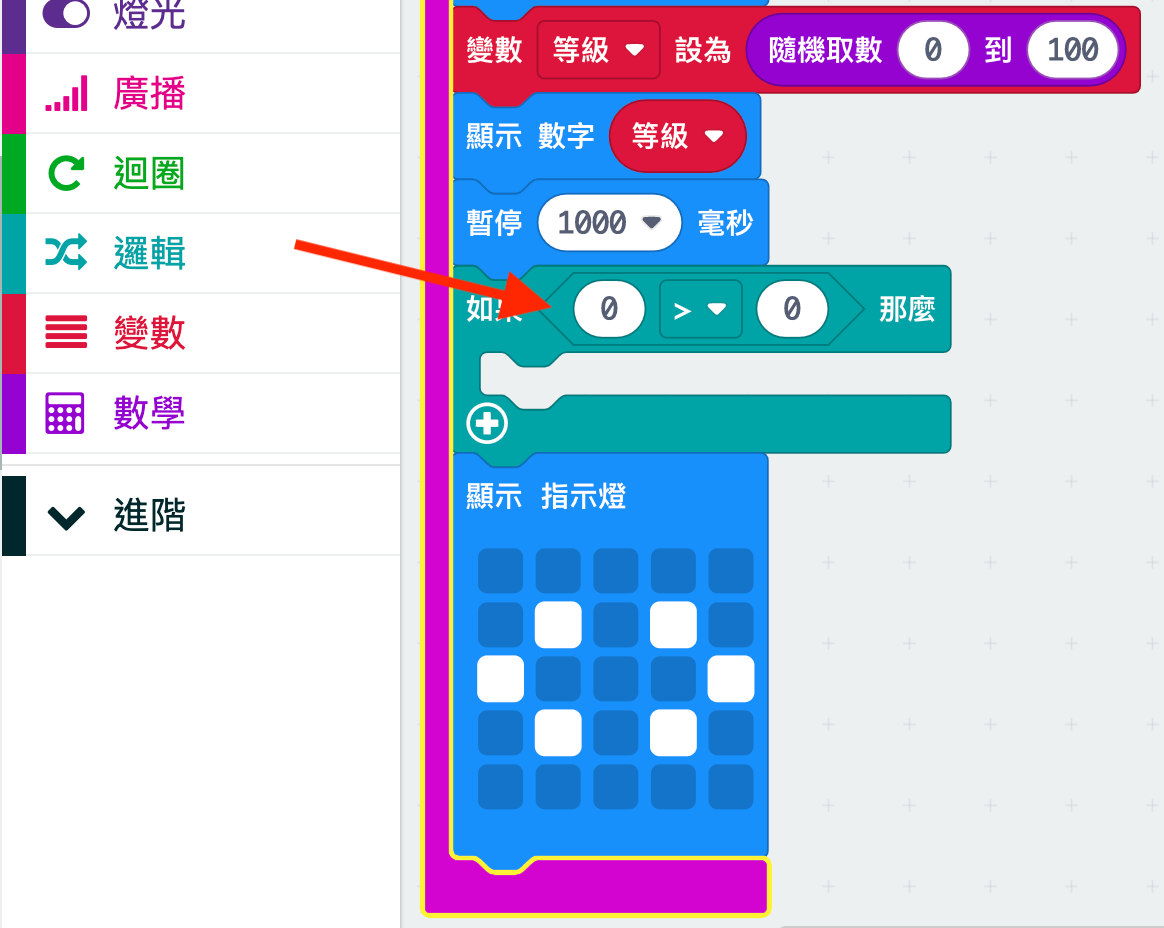 燈光
廣播
迴圈
邏輯
變數
數學
進階
變數 等級 設為 隨機取數 0 到 100
顯示 數字 等級
暫停 1000 毫秒
如果 0 > 0 那麼
顯示 指示燈